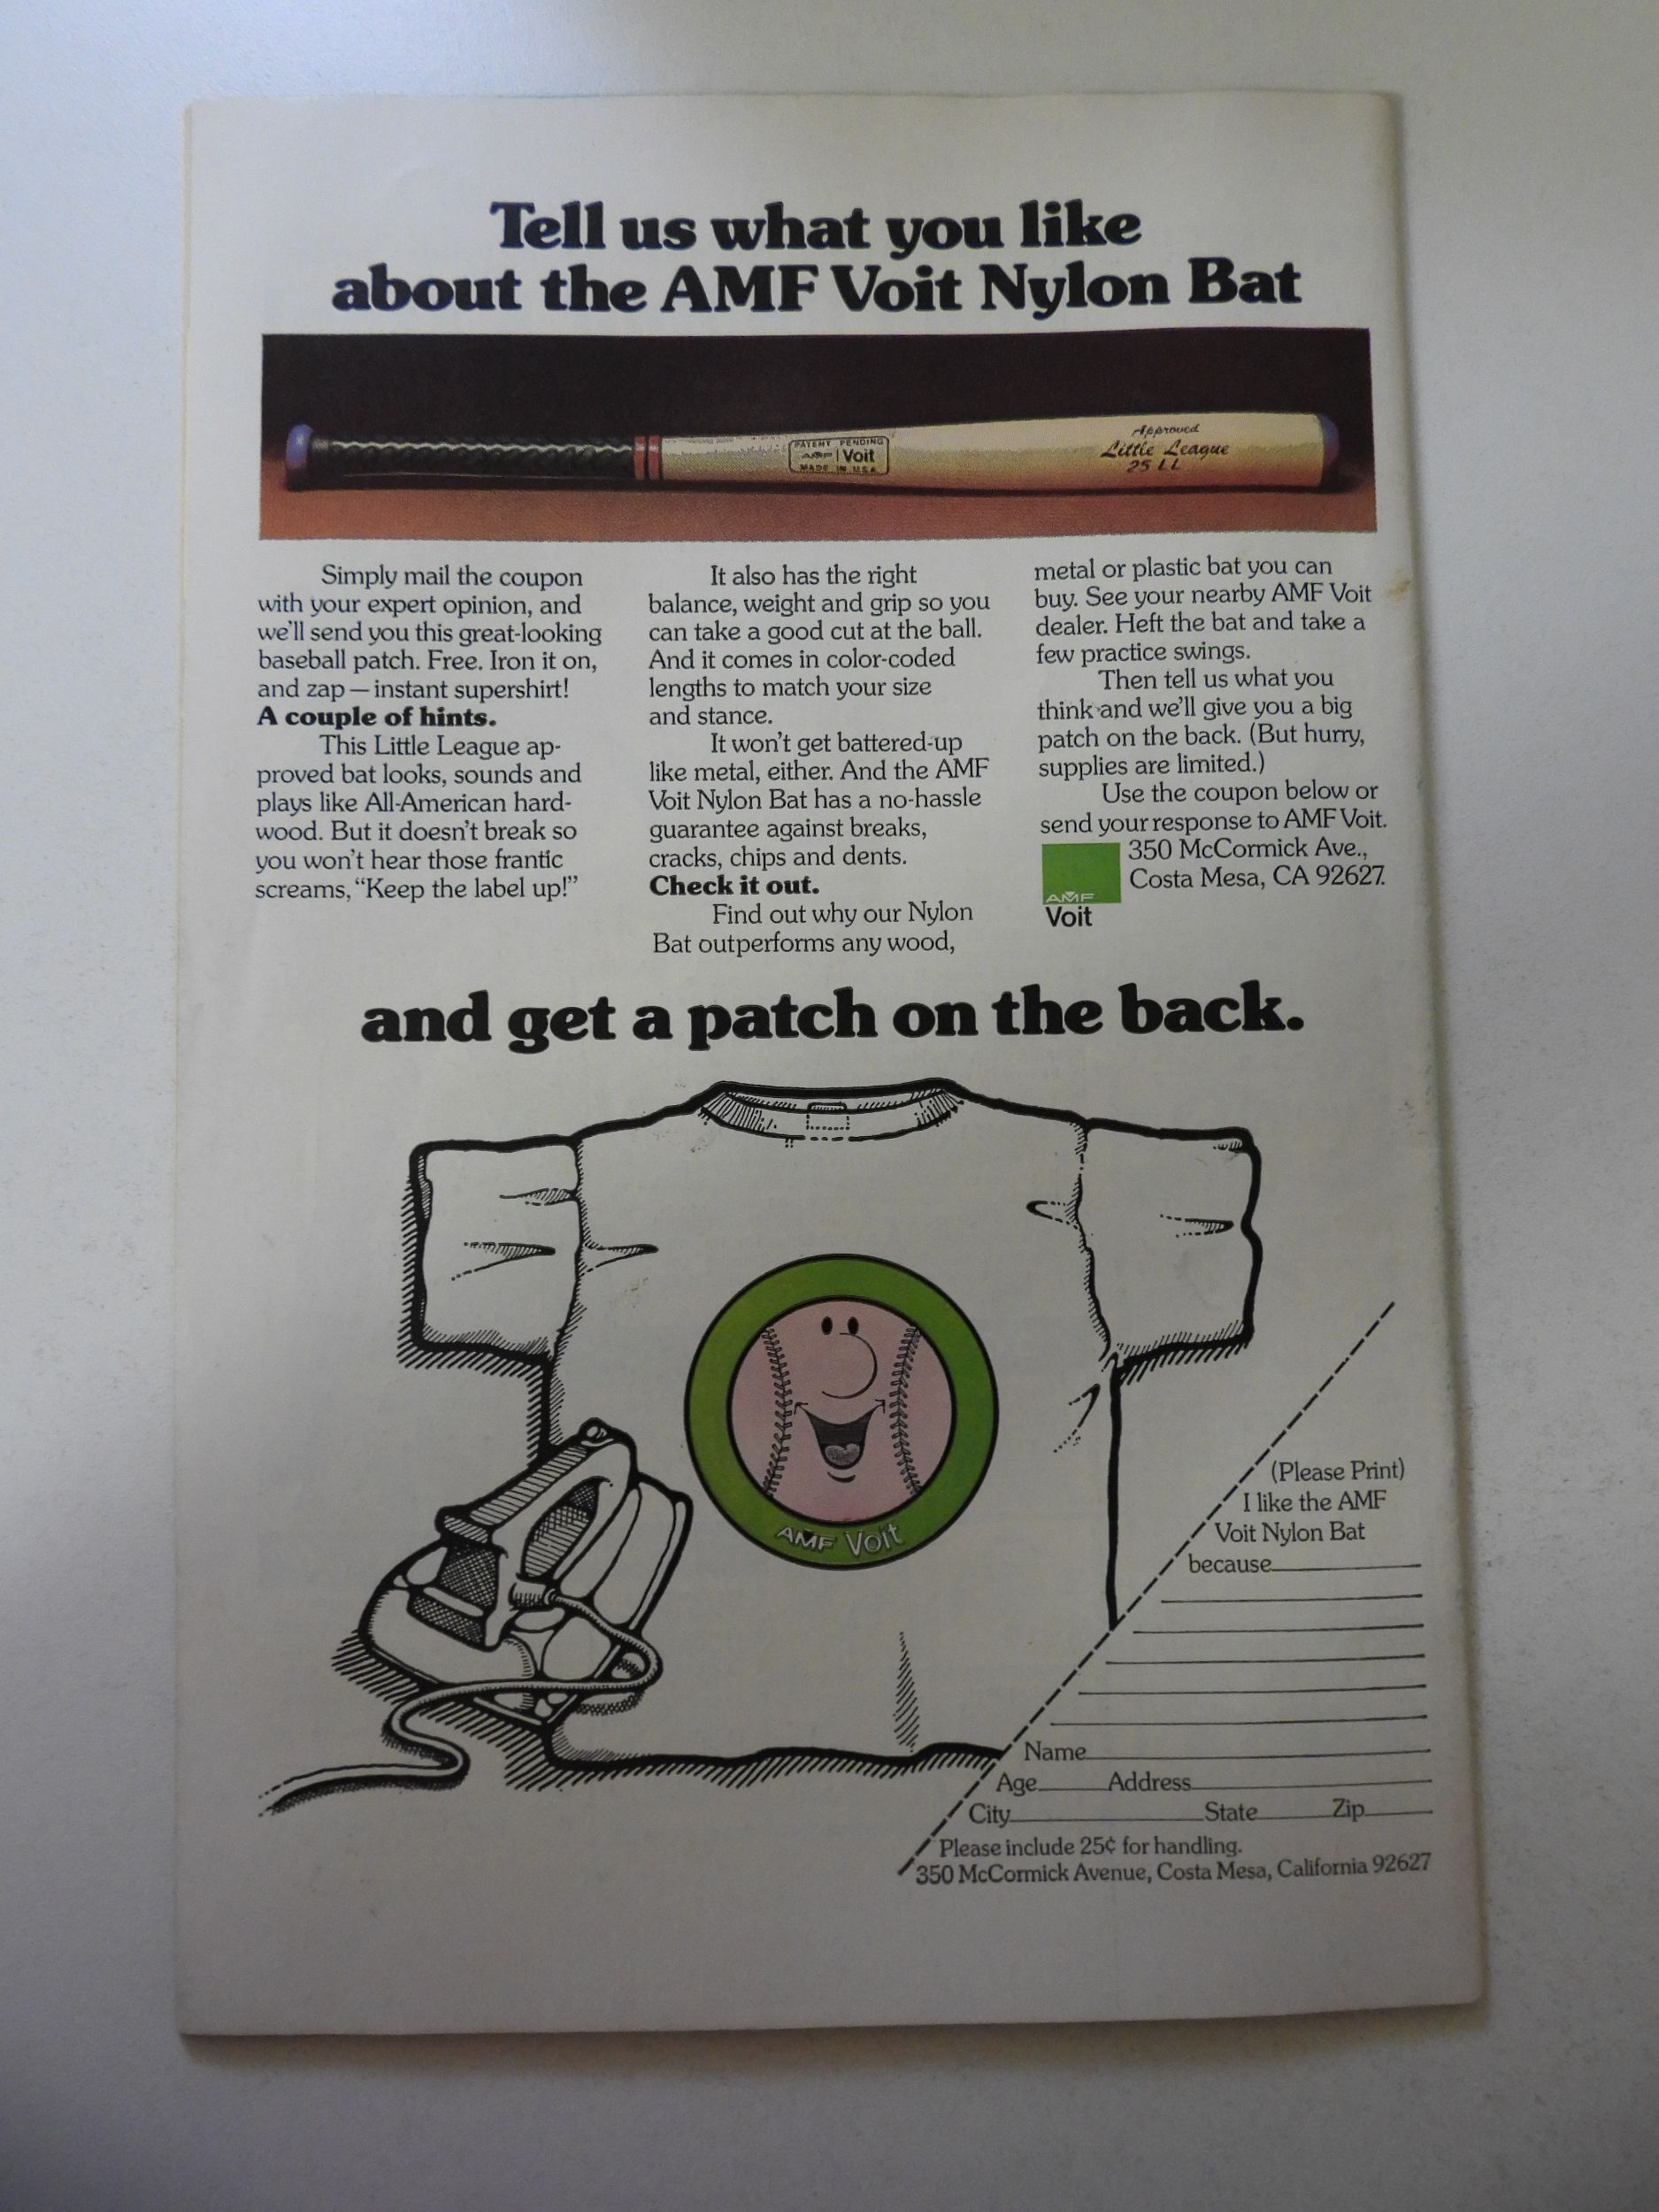 Tell us what you like
about the AMF Voit Nylon Bat
PATENT PENDING
AMF Voit
MADE IN U.S.A.
Approved
Little League
25 LL
Simply mail the coupon
with your expert opinion, and
we'll send you this great-looking
baseball patch. Free. Iron it on,
and zap — instant supershirt!
A couple of hints.
This Little League ap-
proved bat looks, sounds and
plays like All-American hard-
wood. But it doesn't break so
you won't hear those frantic
screams, "Keep the label up!"
It also has the right
balance, weight and grip so you
can take a good cut at the ball.
And it comes in color-coded
lengths to match your size
and stance.
It won't get battered-up
like metal, either. And the AMF
Voit Nylon Bat has a no-hassle
guarantee against breaks,
cracks, chips and dents.
Check it out.
Find out why our Nylon
Bat outperforms any wood,
metal or plastic bat you can
buy. See your nearby AMF Voit
dealer. Heft the bat and take a
few practice swings.
Then tell us what you
think and we'll give you a big
patch on the back. (But hurry,
supplies are limited.)
Use the coupon below or
send your response to AMF Voit.
350 McCormick Ave.,
Costa Mesa, CA 92627.
AMF
Voit
and get a patch on the back.
AMF Voit
(Please Print)
I like the AMF
Voit Nylon Bat
because
Name
Age Address
City State Zip
Please include 25¢ for handling.
350 McCormick Avenue, Costa Mesa, California 92627